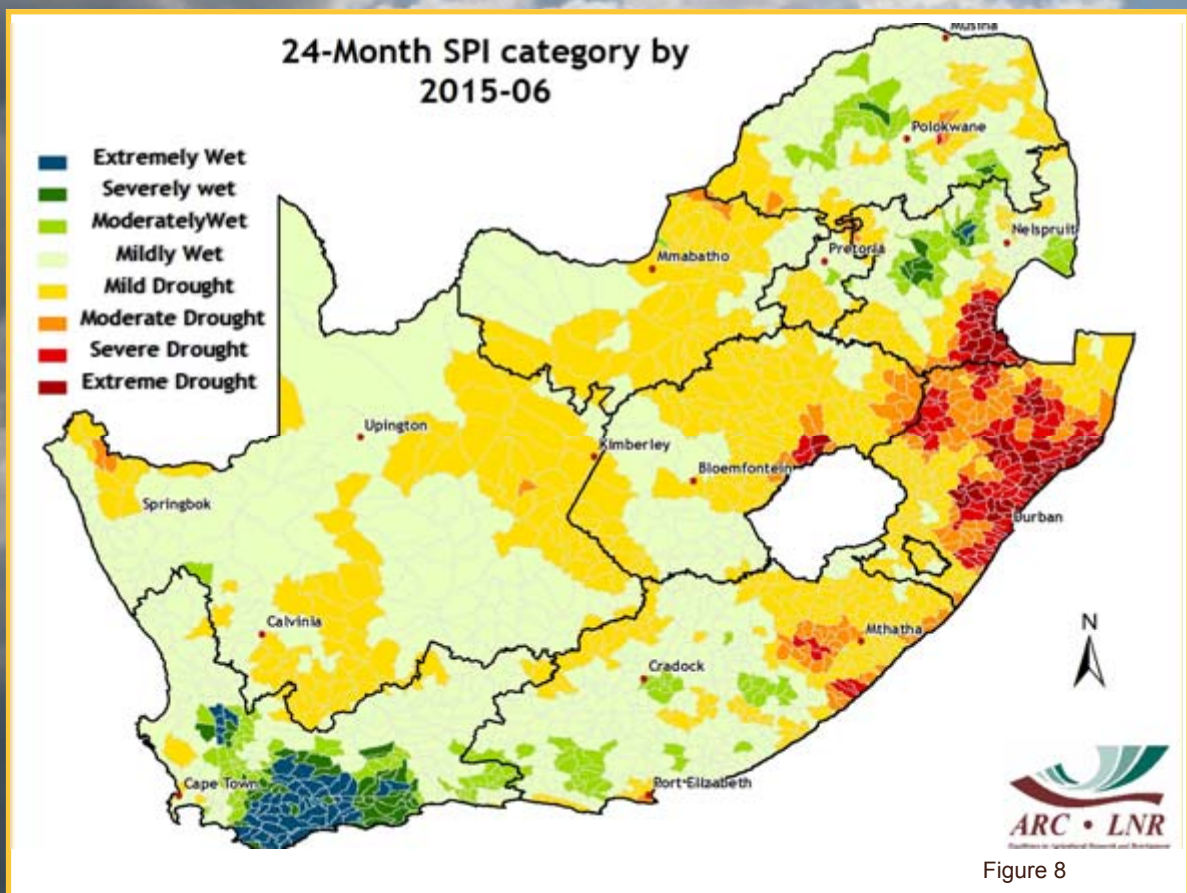 24-Month SPI category by
2015-06
Extremely Wet
Severely wet
ModeratelyWet
Mildly Wet
Mild Drought
Moderate Drought
Severe Drought
Extreme Drought
Musina
Polokwane
Nelspruit
Pretoria
Mmabatho
Upington
Kimberley
Bloemfontein
Springbok
Durban
Calvinia
Mthatha
Cradock
N
Cape Town
Port Elizabeth
ARC • LNR
Figure 8